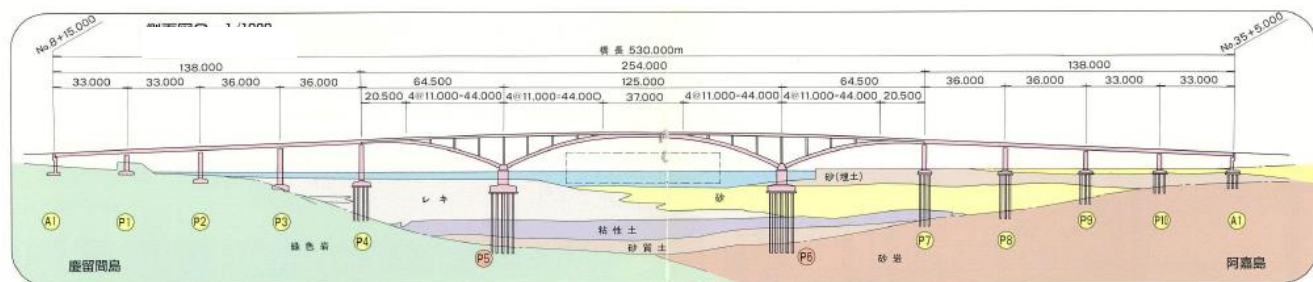 No.8+15.000
No.35+5.000
橋長 530.000m
138.000 254.000 138.000
33.000 33.000 36.000 36.000 64.500 125.000 64.500 36.000 36.000 33.000 33.000
20.500 4@11.000=44.000 4@11.000=44.000 37.000 4@11.000=44.000 4@11.000=44.000 20.500
砂(埋土)
レキ
砂
粘性土
砂質土
緑色岩
砂岩
A1 P1 P2 P3 P4 P5 P6 P7 P8 P9 P10 A1
慶留間島
阿嘉島